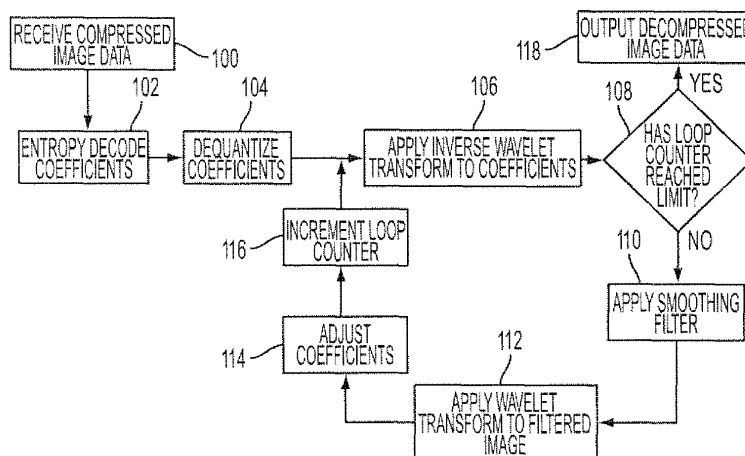 RECEIVE COMPRESSED
IMAGE DATA
100
102
ENTROPY DECODE
COEFFICIENTS
104
DEQUANTIZE
COEFFICIENTS
106
APPLY INVERSE WAVELET
TRANSFORM TO COEFFICIENTS
108
HAS LOOP
COUNTER
REACHED
LIMIT?
YES
118
OUTPUT DECOMPRESSED
IMAGE DATA
NO
110
APPLY SMOOTHING
FILTER
112
APPLY WAVELET
TRANSFORM TO FILTERED
IMAGE
114
ADJUST
COEFFICIENTS
116
INCREMENT LOOP
COUNTER